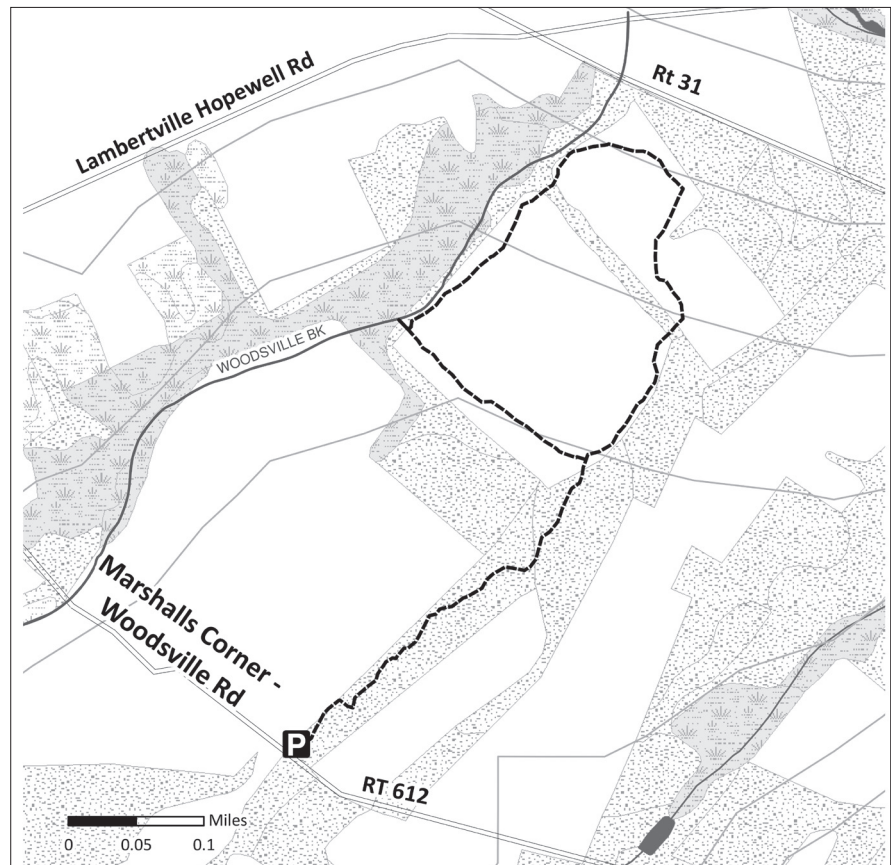 Lambertville Hopewell Rd
Rt 31
WOODSVILLE BK
Marshalls Corner -
Woodsville Rd
P
RT 612
Miles
0 0.05 0.1